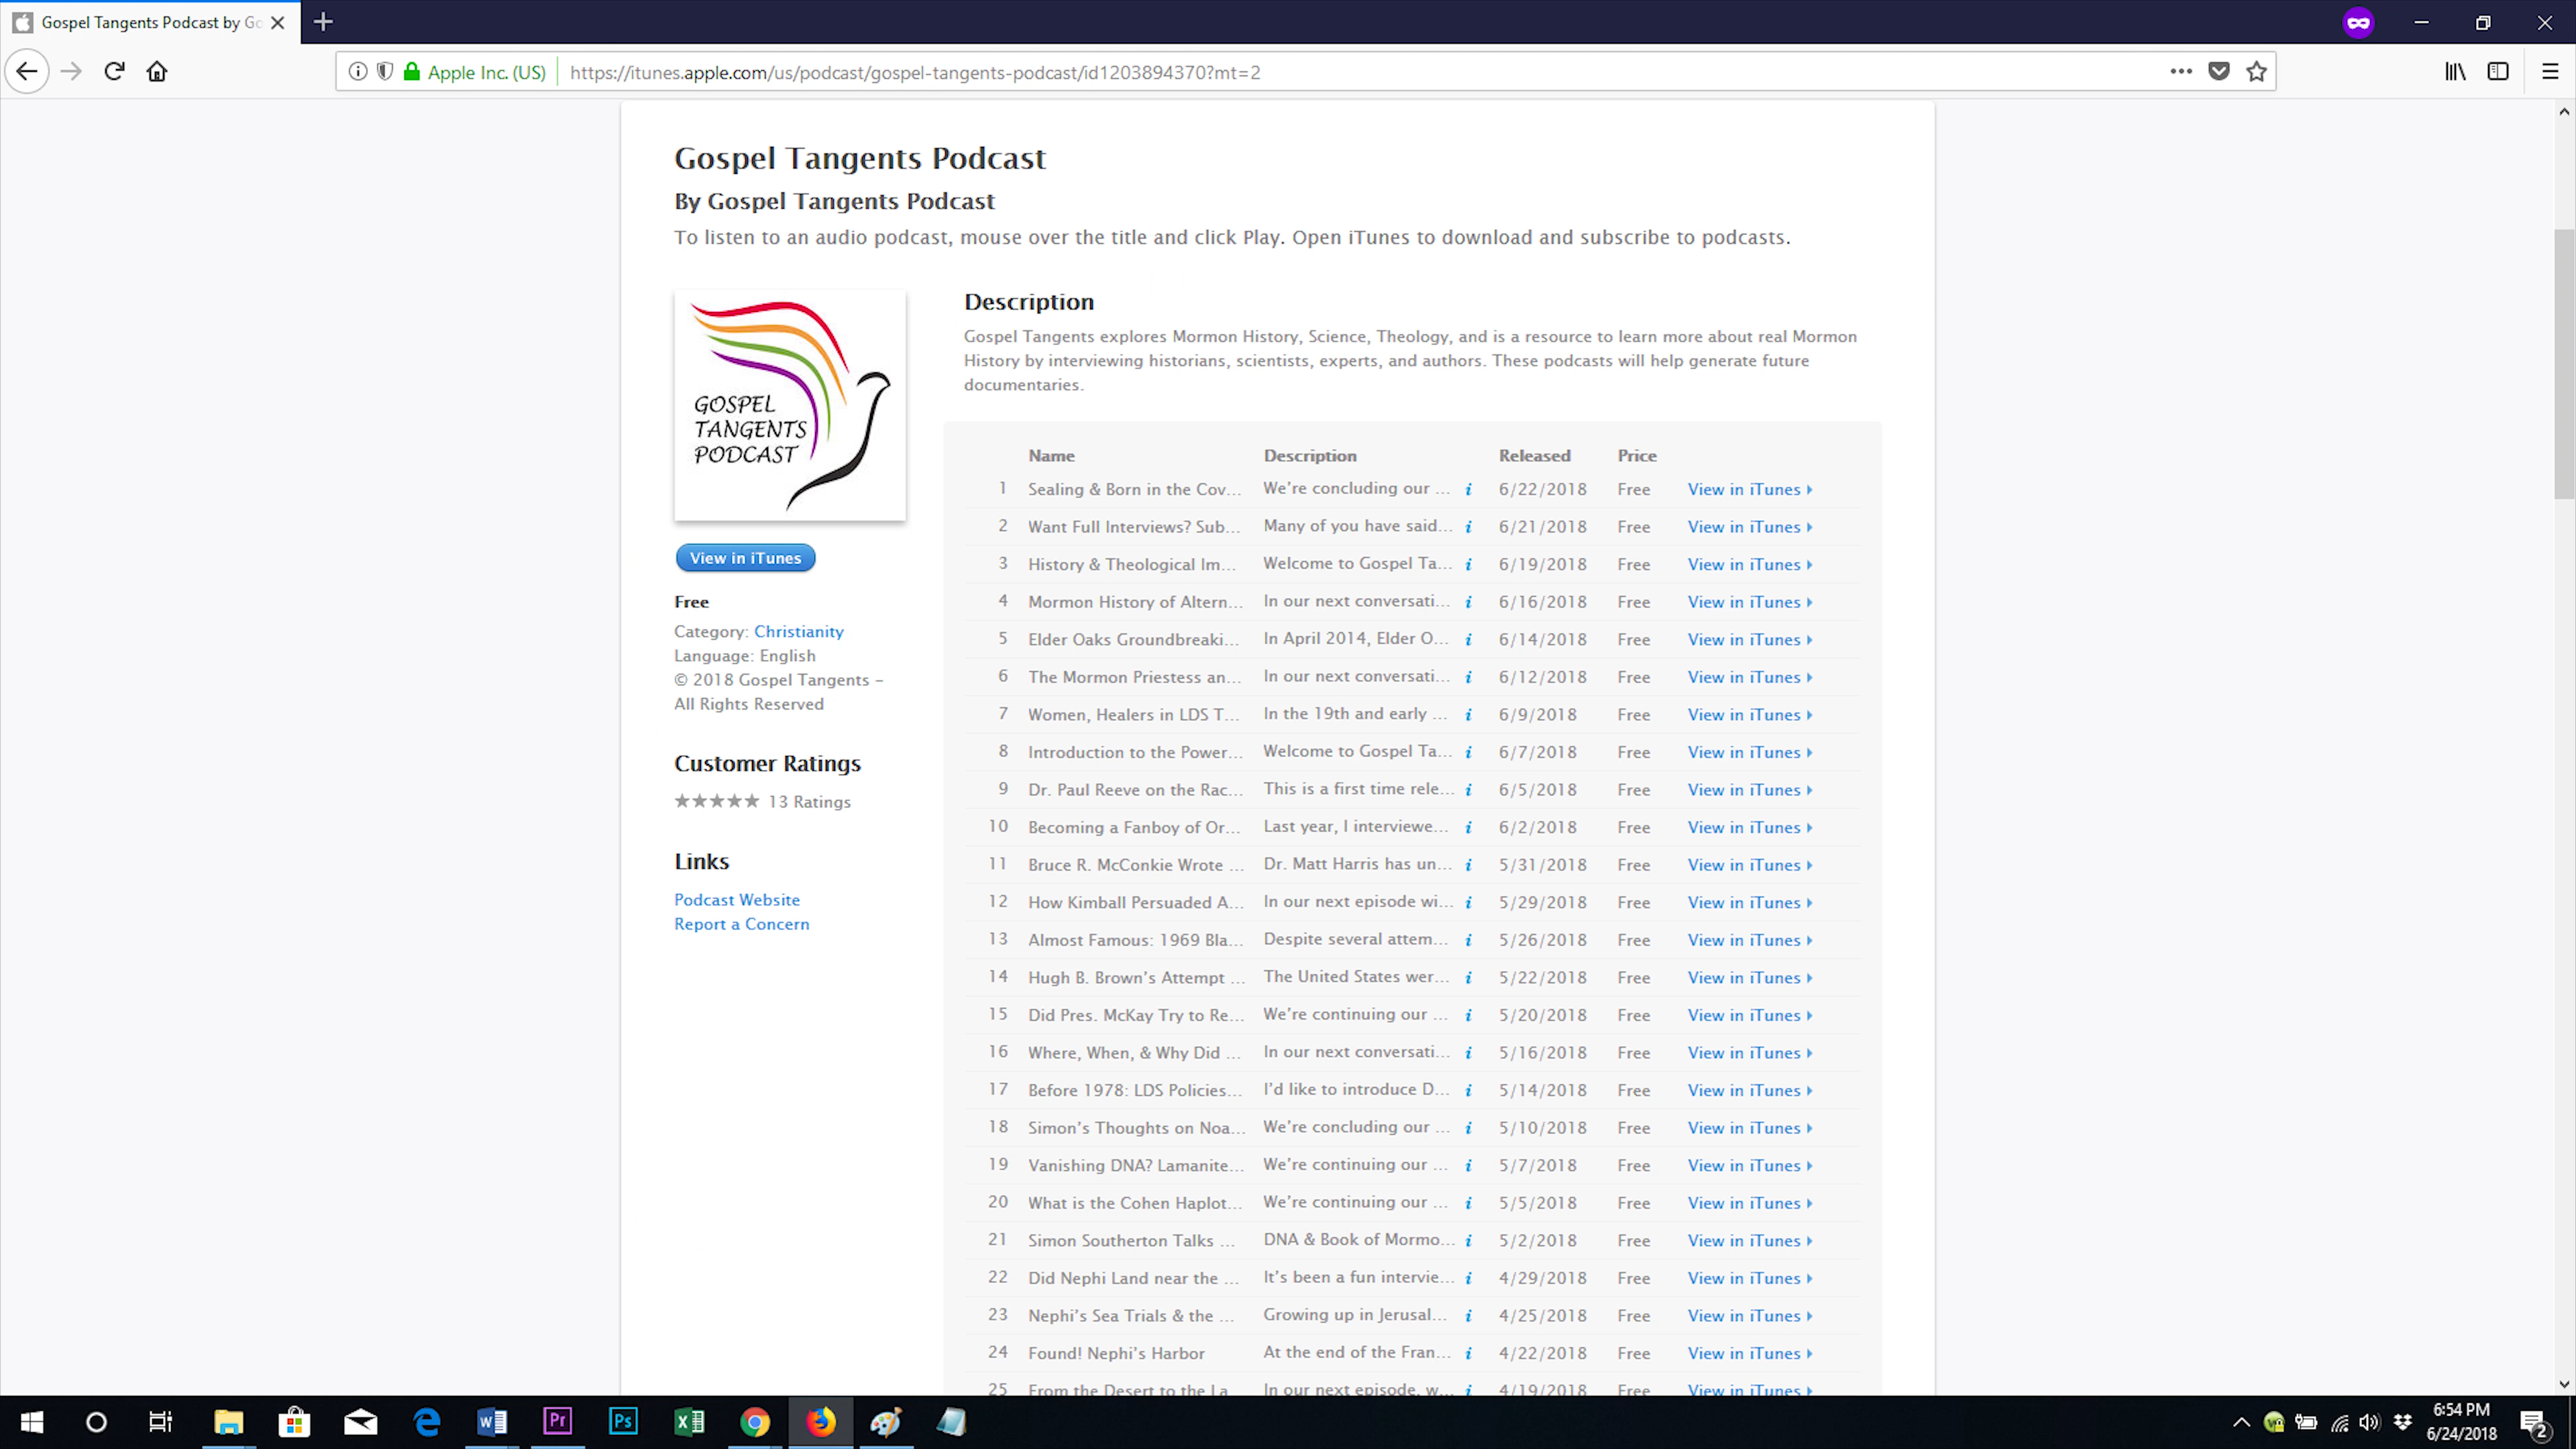 Gospel Tangents Podcast by Go
Apple Inc. (US) https://itunes.apple.com/us/podcast/gospel-tangents-podcast/id1203894370?mt=2
Gospel Tangents Podcast
By Gospel Tangents Podcast
To listen to an audio podcast, mouse over the title and click Play. Open iTunes to download and subscribe to podcasts.
GOSPEL
TANGENTS
PODCAST
View in iTunes
Free
Category: Christianity
Language: English
© 2018 Gospel Tangents –
All Rights Reserved
Customer Ratings
★★★★★ 13 Ratings
Links
Podcast Website
Report a Concern
Description
Gospel Tangents explores Mormon History, Science, Theology, and is a resource to learn more about real Mormon
History by interviewing historians, scientists, experts, and authors. These podcasts will help generate future
documentaries.
Name Description Released Price
1 Sealing & Born in the Cov... We're concluding our ... i 6/22/2018 Free View in iTunes
2 Want Full Interviews? Sub... Many of you have said... i 6/21/2018 Free View in iTunes
3 History & Theological Im... Welcome to Gospel Ta... i 6/19/2018 Free View in iTunes
4 Mormon History of Altern... In our next conversati... i 6/16/2018 Free View in iTunes
5 Elder Oaks Groundbreaki... In April 2014, Elder O... i 6/14/2018 Free View in iTunes
6 The Mormon Priestess an... In our next conversati... i 6/12/2018 Free View in iTunes
7 Women, Healers in LDS T... In the 19th and early ... i 6/9/2018 Free View in iTunes
8 Introduction to the Power... Welcome to Gospel Ta... i 6/7/2018 Free View in iTunes
9 Dr. Paul Reeve on the Rac... This is a first time rele... i 6/5/2018 Free View in iTunes
10 Becoming a Fanboy of Or... Last year, I interviewe... i 6/2/2018 Free View in iTunes
11 Bruce R. McConkie Wrote ... Dr. Matt Harris has un... i 5/31/2018 Free View in iTunes
12 How Kimball Persuaded A... In our next episode wi... i 5/29/2018 Free View in iTunes
13 Almost Famous: 1969 Bla... Despite several attem... i 5/26/2018 Free View in iTunes
14 Hugh B. Brown's Attempt ... The United States wer... i 5/22/2018 Free View in iTunes
15 Did Pres. McKay Try to Re... We're continuing our ... i 5/20/2018 Free View in iTunes
16 Where, When, & Why Did ... In our next conversati... i 5/16/2018 Free View in iTunes
17 Before 1978: LDS Policies... I'd like to introduce D... i 5/14/2018 Free View in iTunes
18 Simon's Thoughts on Noa... We're concluding our ... i 5/10/2018 Free View in iTunes
19 Vanishing DNA? Lamanite... We're continuing our ... i 5/7/2018 Free View in iTunes
20 What is the Cohen Haplot... We're continuing our ... i 5/5/2018 Free View in iTunes
21 Simon Southerton Talks ... DNA & Book of Mormo... i 5/2/2018 Free View in iTunes
22 Did Nephi Land near the ... It's been a fun intervie... i 4/29/2018 Free View in iTunes
23 Nephi's Sea Trials & the ... Growing up in Jerusal... i 4/25/2018 Free View in iTunes
24 Found! Nephi's Harbor At the end of the Fran... i 4/22/2018 Free View in iTunes
25 From the Desert to the La In our next episode, w... i 4/19/2018 Free View in iTunes
Pr Ps
6:54 PM
6/24/2018
2